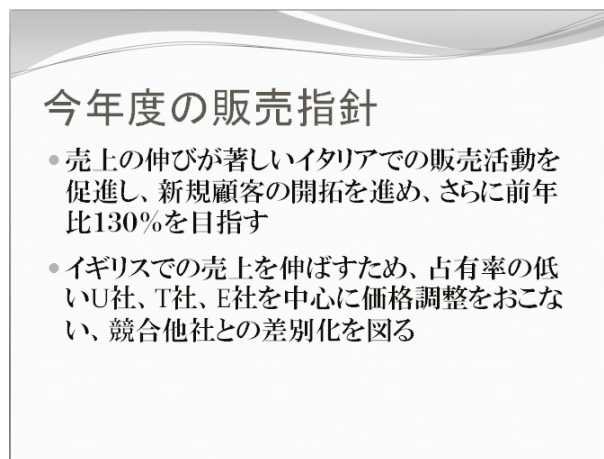 今年度の販売指針
売上の伸びが著しいイタリアでの販売活動を
促進し、新規顧客の開拓を進め、さらに前年
比130%を目指す
イギリスでの売上を伸ばすため、占有率の低
いU社、T社、E社を中心に価格調整をおこな
い、競合他社との差別化を図る